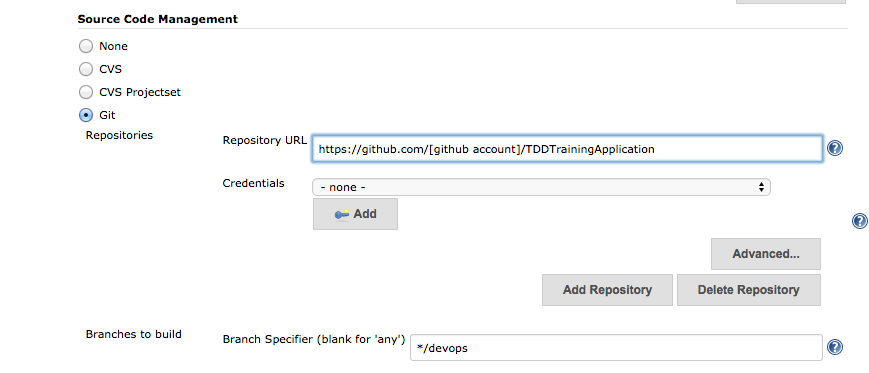 Source Code Management
None
CVS
CVS Projectset
Git
Repositories
Repository URL https://github.com/[github account]/TDDTrainingApplication ?
Credentials - none -
Add
?
Advanced...
Add Repository Delete Repository
Branches to build Branch Specifier (blank for 'any') */devops ?